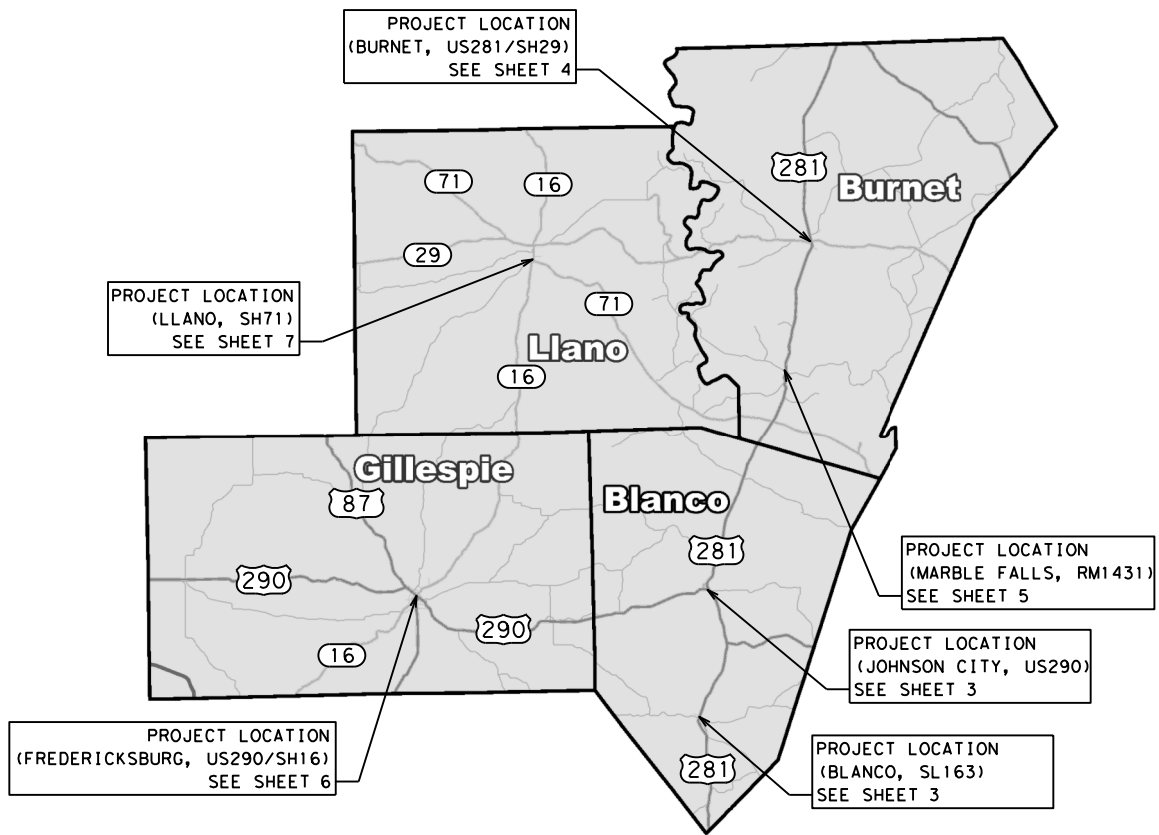 PROJECT LOCATION
(BURNET, US281/SH29)
SEE SHEET 4
281
Burnet
71
16
29
PROJECT LOCATION
(LLANO, SH71)
SEE SHEET 7
71
Llano
16
Gillespie
87
Blanco
281
290
290
16
PROJECT LOCATION
(MARBLE FALLS, RM1431)
SEE SHEET 5
PROJECT LOCATION
(JOHNSON CITY, US290)
SEE SHEET 3
PROJECT LOCATION
(FREDERICKSBURG, US290/SH16)
SEE SHEET 6
PROJECT LOCATION
(BLANCO, SL163)
SEE SHEET 3
281